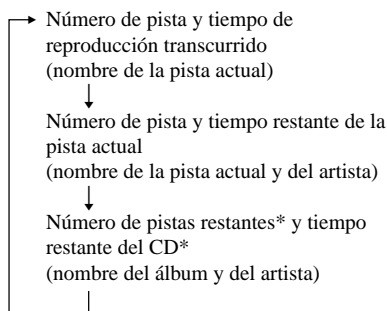 Número de pista y tiempo de
reproducción transcurrido
(nombre de la pista actual)
Número de pista y tiempo restante de la
pista actual
(nombre de la pista actual y del artista)
Número de pistas restantes* y tiempo
restante del CD*
(nombre del álbum y del artista)